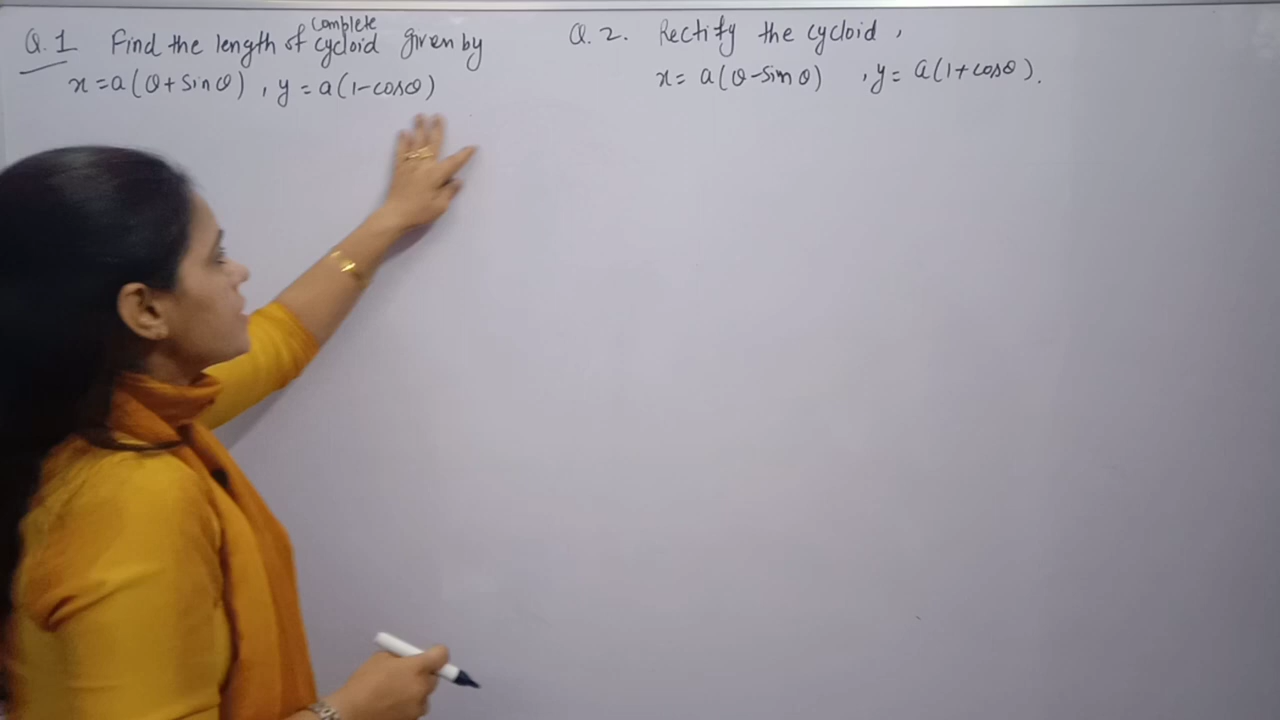 Q.1 Find the length of complete cycloid given by
x = a(θ + sinθ), y = a(1-cosθ)
Q.2. Rectify the cycloid,
x = a(θ - sinθ) , y = a(1+cosθ).